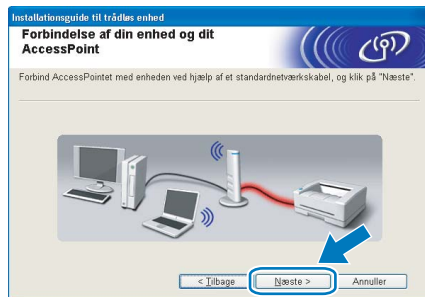 Installationsguide til trådløs enhed
Forbindelse af din enhed og dit
AccessPoint
Forbind AccessPointet med enheden ved hjælp af et standardnetværkskabel, og klik på "Næste".
< Tilbage
Næste >
Annuller